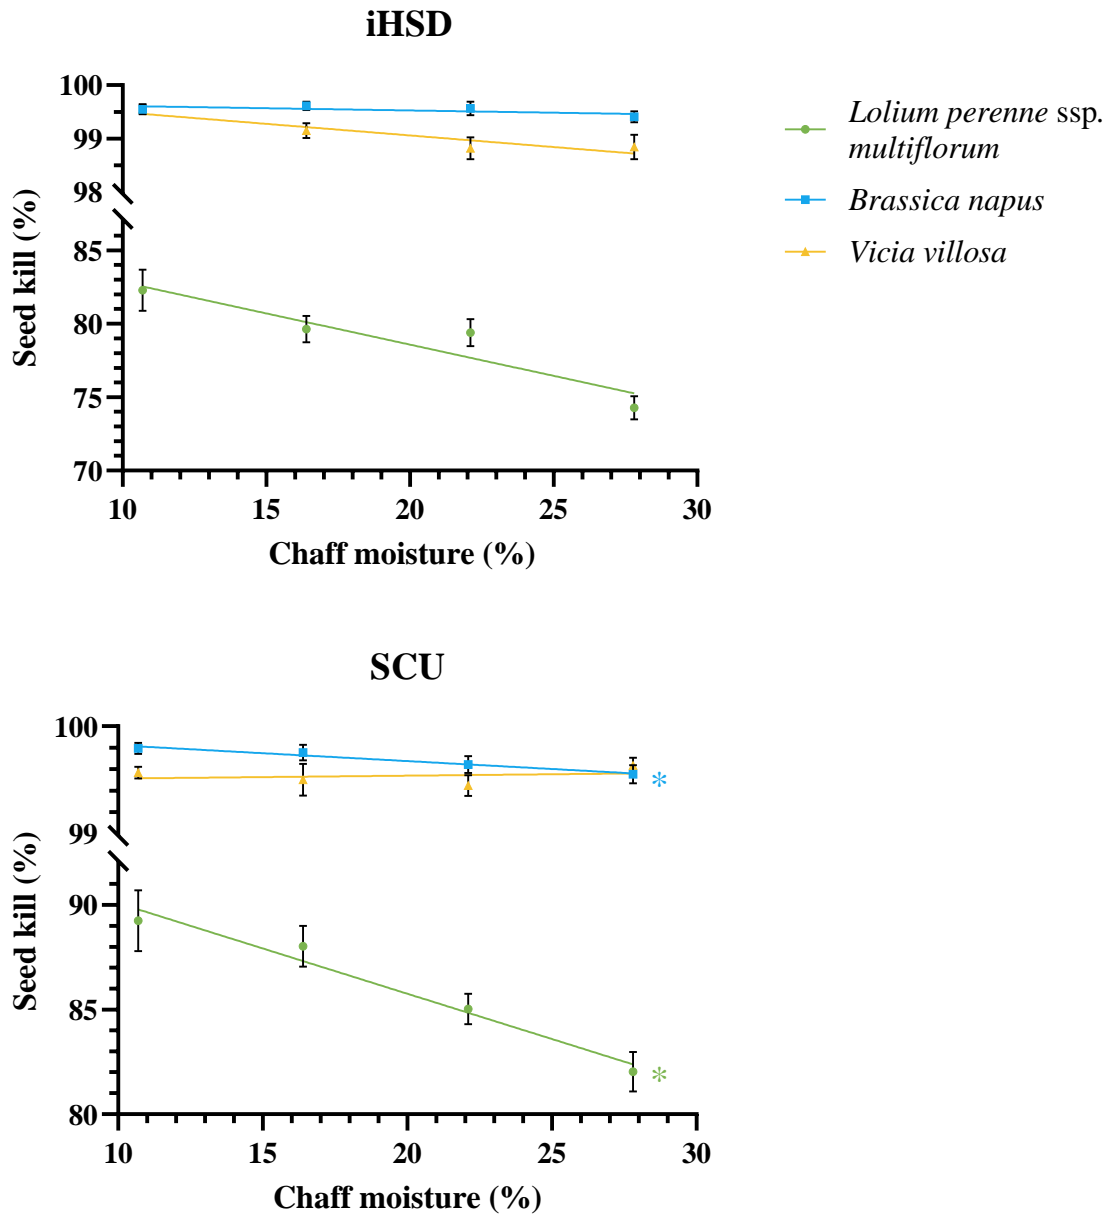 iHSD
100
99
98
85
80
75
70
Seed kill (%)
10 15 20 25 30
Chaff moisture (%)
Lolium perenne ssp.
multiflorum
Brassica napus
Vicia villosa
SCU
100
99
90
85
80
Seed kill (%)
*
*
10 15 20 25 30
Chaff moisture (%)